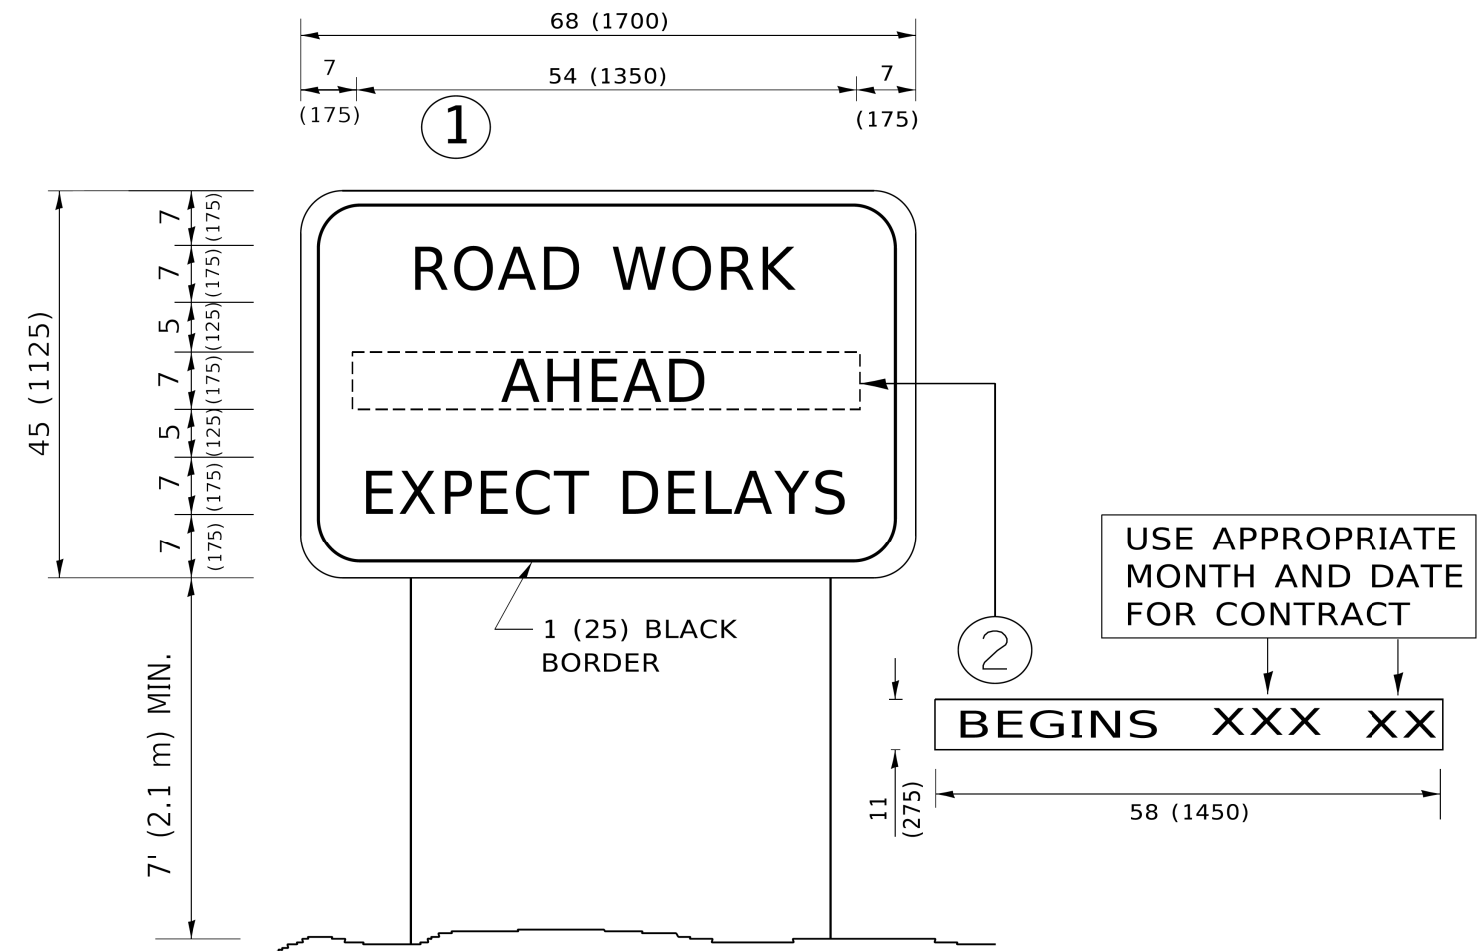 68 (1700)
7
54 (1350)
7
(175)
(175)
1
7
(175)
7
(175)
5
(125)
7
(175)
5
(125)
7
(175)
7
(175)
45 (1125)
ROAD WORK
AHEAD
EXPECT DELAYS
1 (25) BLACK
BORDER
7' (2.1 m) MIN.
USE APPROPRIATE
MONTH AND DATE
FOR CONTRACT
2
BEGINS XXX XX
11
(275)
58 (1450)